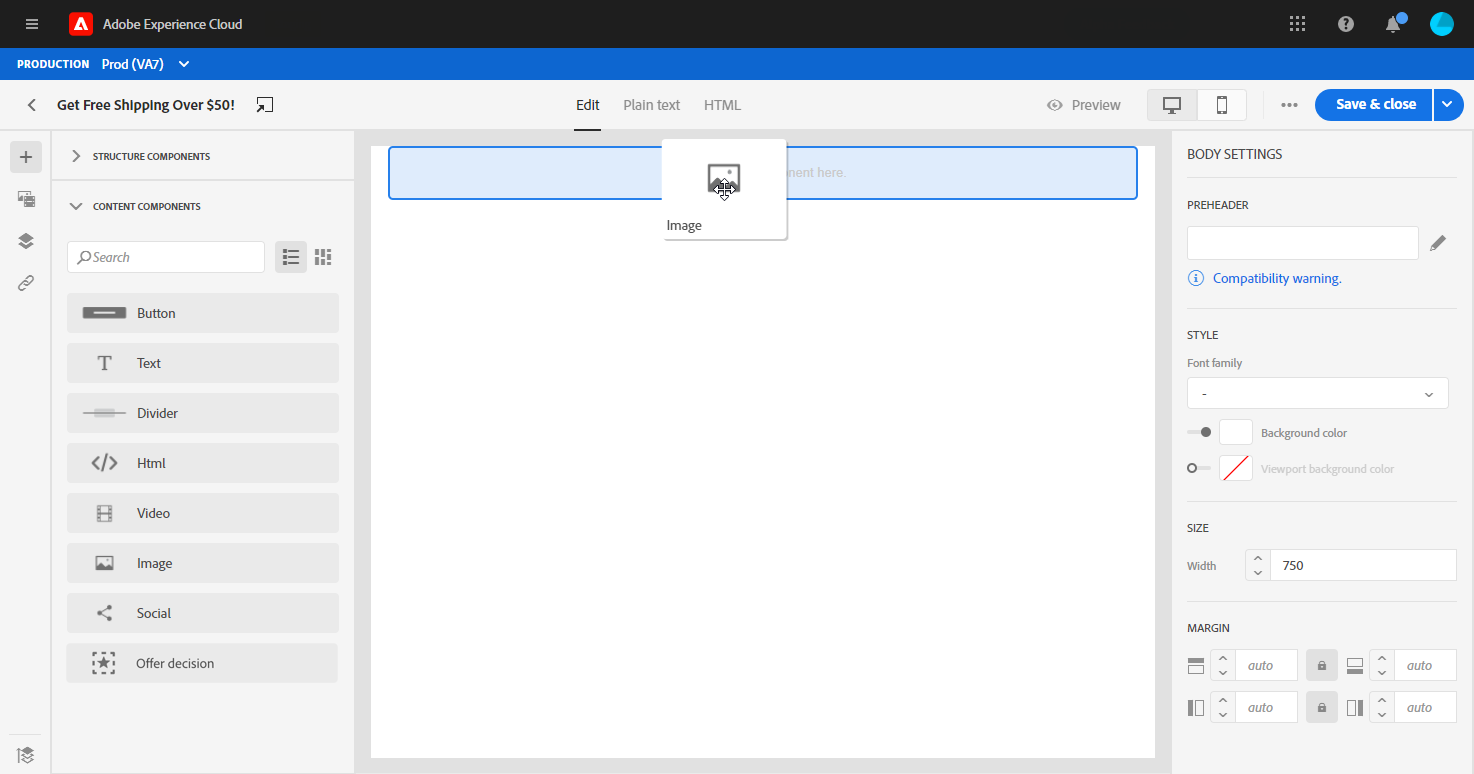 Adobe Experience Cloud
PRODUCTION Prod (VA7)
Get Free Shipping Over $50!
Edit Plain text HTML
Preview
Save & close
STRUCTURE COMPONENTS
CONTENT COMPONENTS
Search
Button
Text
Divider
Html
Video
Image
Social
Offer decision
here.
Image
BODY SETTINGS
PREHEADER
Compatibility warning.
STYLE
Font family
-
Background color
Viewport background color
SIZE
Width 750
MARGIN
auto auto
auto auto